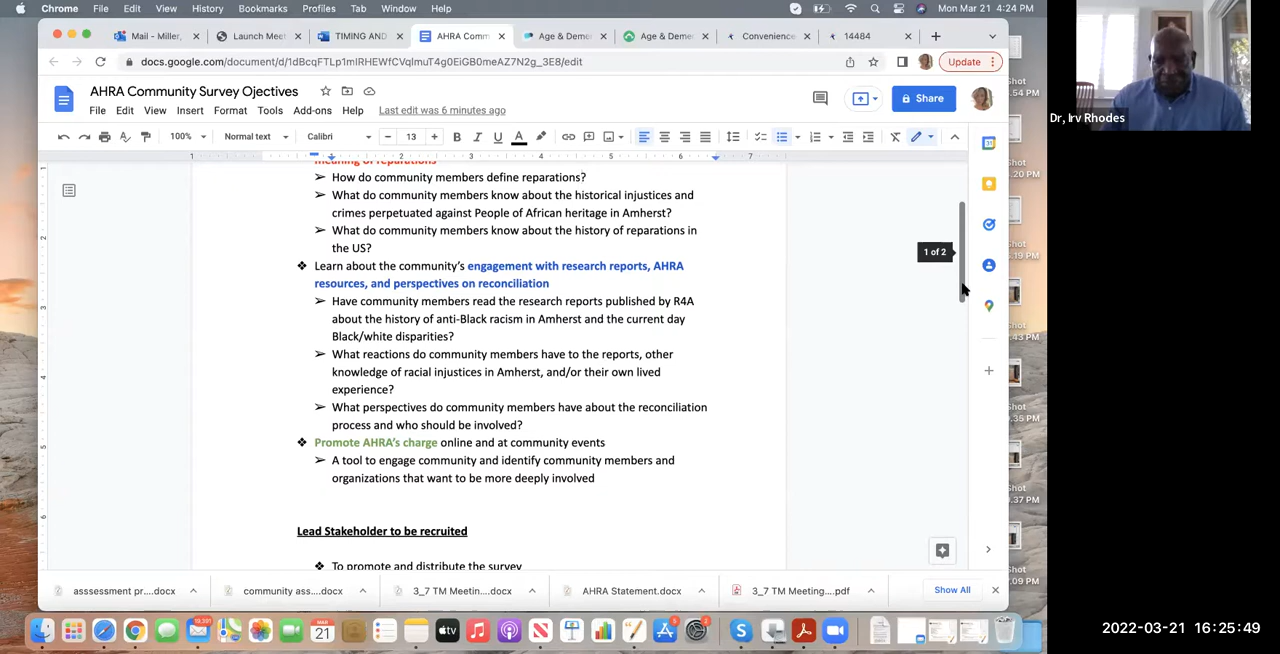 Chrome File Edit View History Bookmarks Profiles Tab Window Help Mon Mar 21 4:24 PM
Mail - Miller, Launch Meet TIMING AND AHRA Comm Age & Deme Age & Deme Convenience 14484
docs.google.com/document/d/1dBcqFTLp1mIRHEWfCVqlmuT4g0EiGB0meAZ7N2g_3E8/edit Update
AHRA Community Survey Ojectives
Share
File Edit View Insert Format Tools Add-ons Help Last edit was 6 minutes ago
100% Normal text Calibri 13
meaning of reparations
How do community members define reparations?
What do community members know about the historical injustices and
crimes perpetuated against People of African heritage in Amherst?
What do community members know about the history of reparations in
the US?
Learn about the community's engagement with research reports, AHRA
resources, and perspectives on reconciliation
Have community members read the research reports published by R4A
about the history of anti-Black racism in Amherst and the current day
Black/white disparities?
What reactions do community members have to the reports, other
knowledge of racial injustices in Amherst, and/or their own lived
experience?
What perspectives do community members have about the reconciliation
process and who should be involved?
Promote AHRA's charge online and at community events
A tool to engage community and identify community members and
organizations that want to be more deeply involved
Lead Stakeholder to be recruited
To promote and distribute the survey
1 of 2
asssessment pr....docx community ass....docx 3_7 TM Meetin....docx AHRA Statement.docx 3_7 TM Meeting....pdf Show All
Dr, Irv Rhodes
2022-03-21 16:25:49